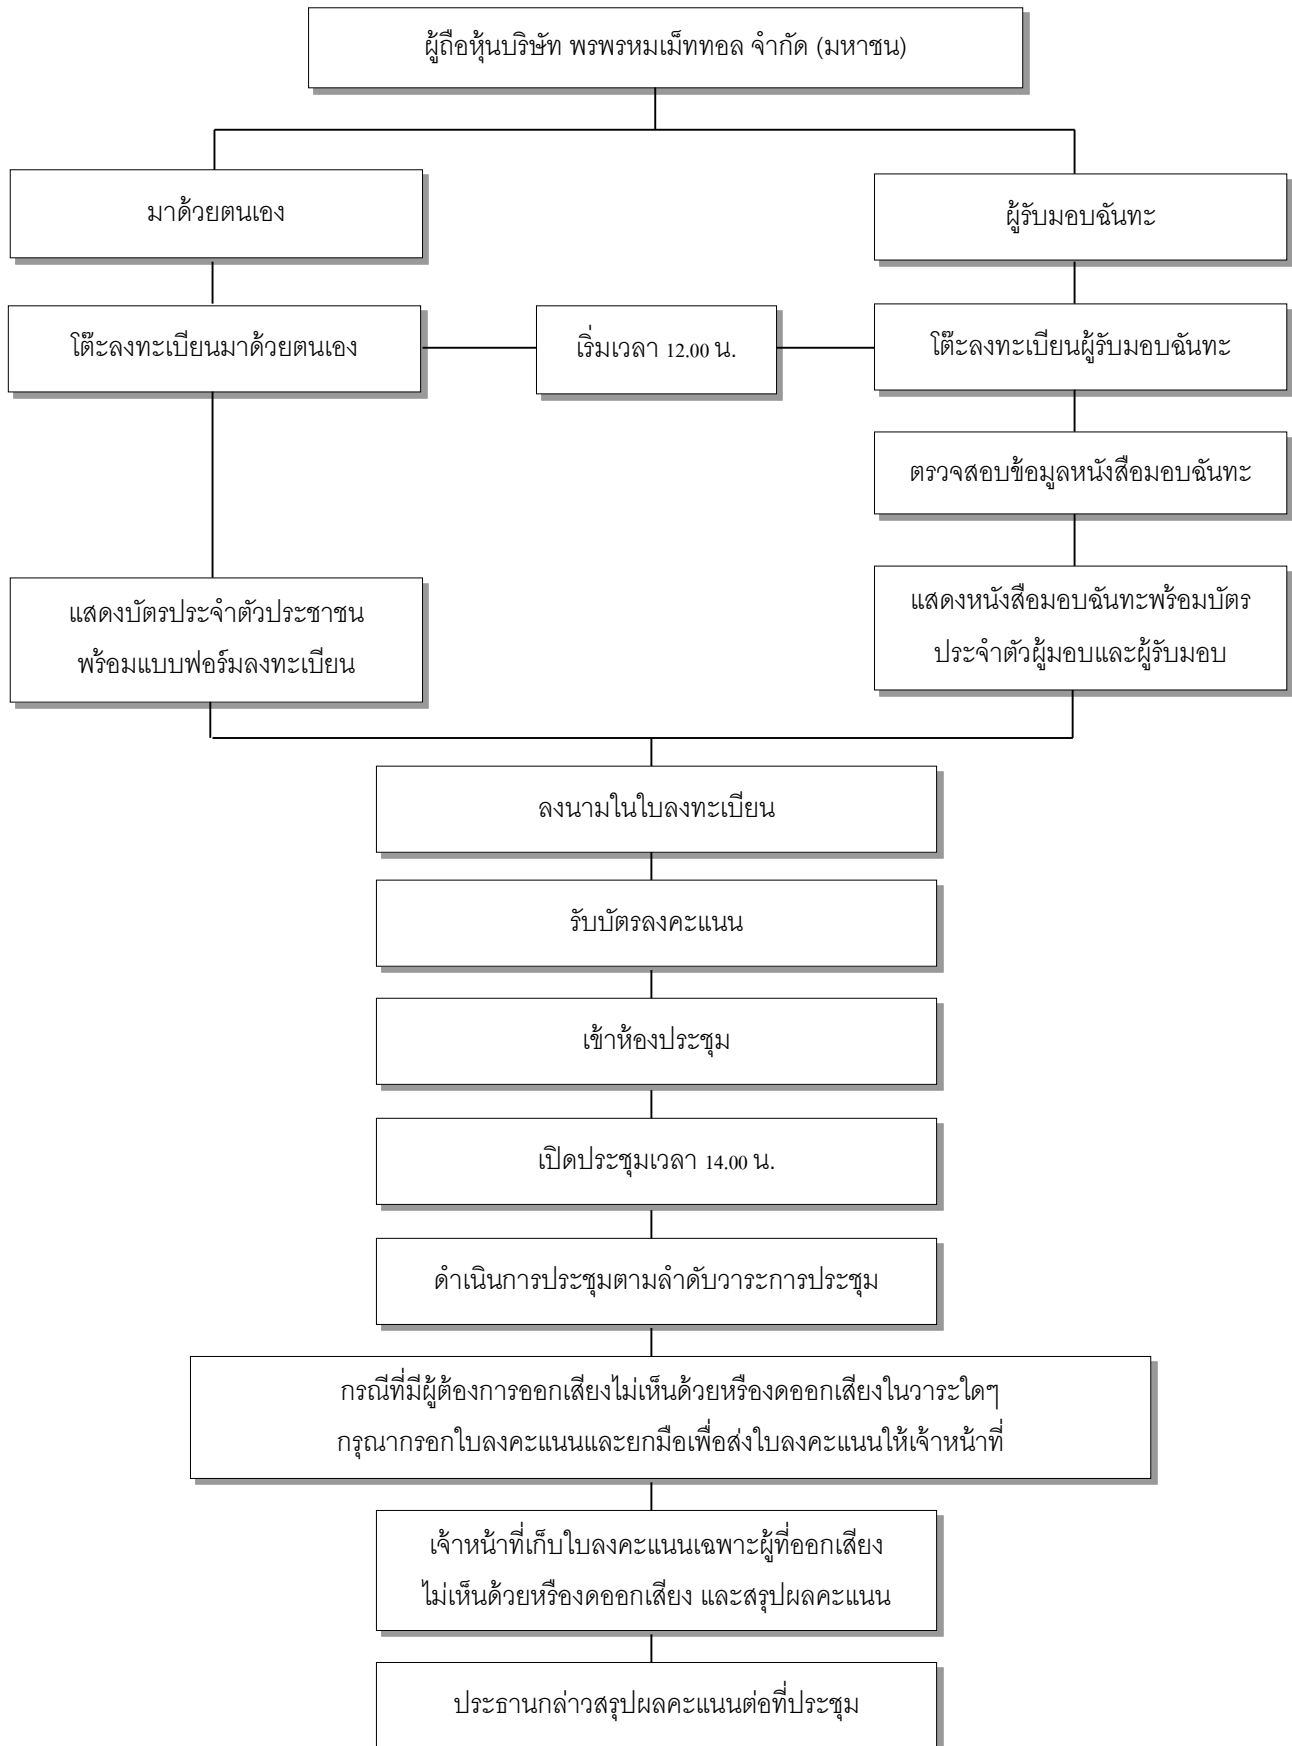 ผู้ถือหุ้นบริษัท พรพรหมเม็ททอล จำกัด (มหาชน)
มาด้วยตนเอง
ผู้รับมอบฉันทะ
โต๊ะลงทะเบียนมาด้วยตนเอง
เริ่มเวลา 12.00 น.
โต๊ะลงทะเบียนผู้รับมอบฉันทะ
ตรวจสอบข้อมูลหนังสือมอบฉันทะ
แสดงบัตรประจำตัวประชาชน
พร้อมแบบฟอร์มลงทะเบียน
แสดงหนังสือมอบฉันทะพร้อมบัตร
ประจำตัวผู้มอบและผู้รับมอบ
ลงนามในใบลงทะเบียน
รับบัตรลงคะแนน
เข้าห้องประชุม
เปิดประชุมเวลา 14.00 น.
ดำเนินการประชุมตามลำดับวาระการประชุม
กรณีที่มีผู้ต้องการออกเสียงไม่เห็นด้วยหรืองดออกเสียงในวาระใดๆ
กรุณากรอกใบลงคะแนนและยกมือเพื่อส่งใบลงคะแนนให้เจ้าหน้าที่
เจ้าหน้าที่เก็บใบลงคะแนนเฉพาะผู้ที่ออกเสียง
ไม่เห็นด้วยหรืองดออกเสียง และสรุปผลคะแนน
ประธานกล่าวสรุปผลคะแนนต่อที่ประชุม